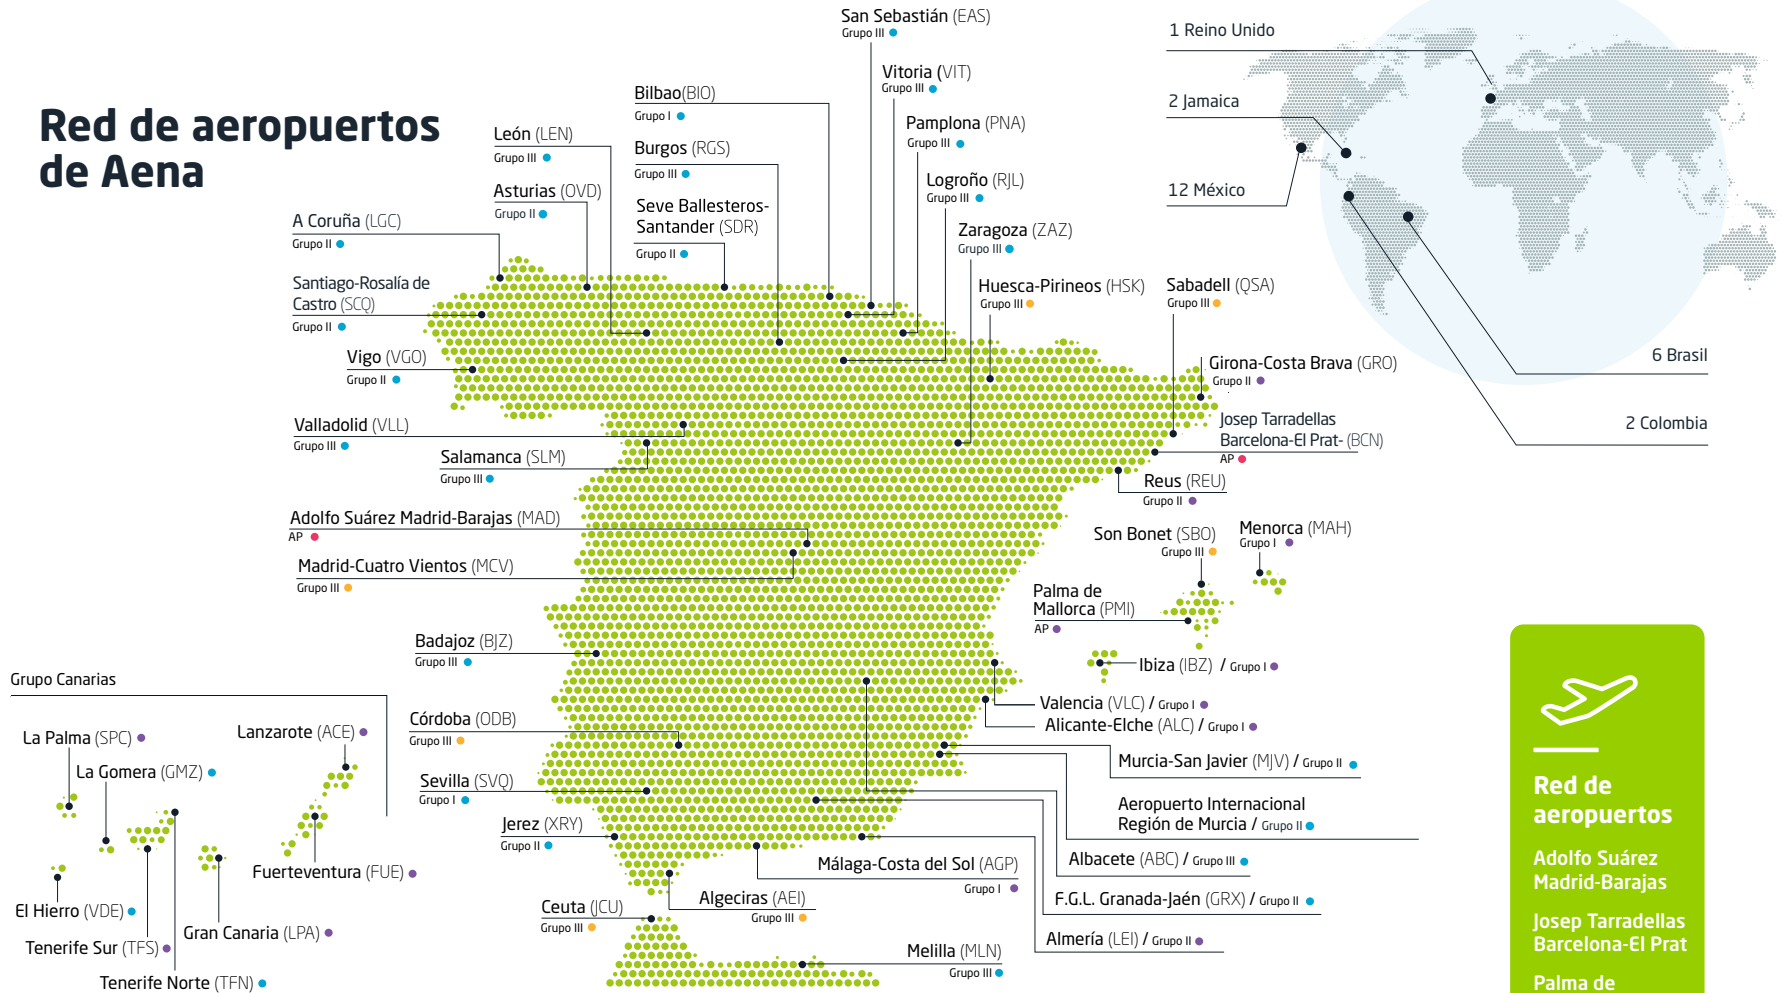 Red de aeropuertos
de Aena
San Sebastián (EAS)
Grupo III
Vitoria (VIT)
Grupo III
Bilbao(BIO)
Grupo I
Pamplona (PNA)
Grupo III
León (LEN)
Grupo III
Burgos (RGS)
Grupo III
Logroño (RJL)
Grupo III
Asturias (OVD)
Grupo II
Seve Ballesteros-
Santander (SDR)
Grupo II
Zaragoza (ZAZ)
Grupo III
A Coruña (LGC)
Grupo II
Santiago-Rosalía de
Castro (SCQ)
Grupo II
Huesca-Pirineos (HSK)
Grupo III
Sabadell (QSA)
Grupo III
Vigo (VGO)
Grupo II
Girona-Costa Brava (GRO)
Grupo II
Valladolid (VLL)
Grupo III
Josep Tarradellas
Barcelona-El Prat- (BCN)
AP
Salamanca (SLM)
Grupo III
Reus (REU)
Grupo II
Adolfo Suárez Madrid-Barajas (MAD)
AP
Son Bonet (SBO)
Grupo III
Menorca (MAH)
Grupo I
Madrid-Cuatro Vientos (MCV)
Grupo III
Palma de
Mallorca (PMI)
AP
Badajoz (BJZ)
Grupo III
Ibiza (IBZ) / Grupo I
Valencia (VLC) / Grupo I
Alicante-Elche (ALC) / Grupo I
Córdoba (ODB)
Grupo III
Murcia-San Javier (MJV) / Grupo II
Sevilla (SVQ)
Grupo I
Aeropuerto Internacional
Región de Murcia / Grupo II
Jerez (XRY)
Grupo II
Albacete (ABC) / Grupo III
Málaga-Costa del Sol (AGP)
Grupo I
F.G.L. Granada-Jaén (GRX) / Grupo II
Algeciras (AEI)
Grupo III
Ceuta (JCU)
Grupo III
Almería (LEI) / Grupo II
Melilla (MLN)
Grupo III
Grupo Canarias
La Palma (SPC)
Lanzarote (ACE)
La Gomera (GMZ)
Fuerteventura (FUE)
El Hierro (VDE)
Gran Canaria (LPA)
Tenerife Sur (TFS)
Tenerife Norte (TFN)
1 Reino Unido
2 Jamaica
12 México
6 Brasil
2 Colombia
Red de
aeropuertos
Adolfo Suárez
Madrid-Barajas
Josep Tarradellas
Barcelona-El Prat
Palma de